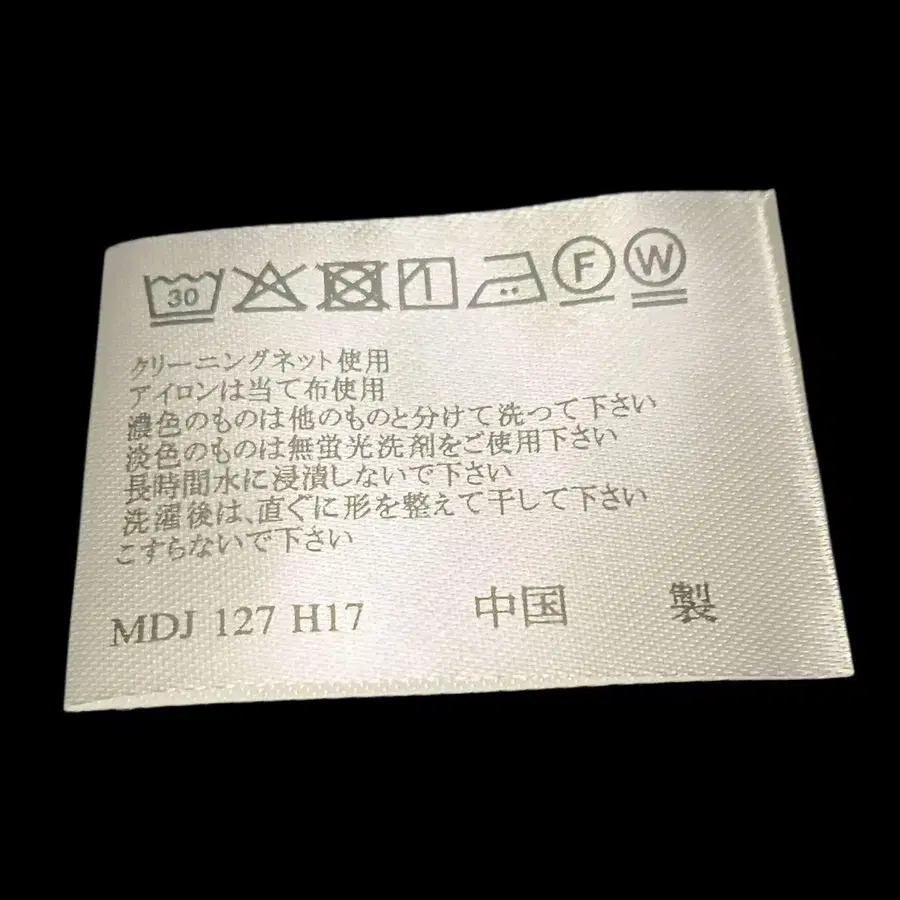 30 F W
クリーニングネット使用
アイロンは当て布使用
濃色のものは他のものと分けて洗って下さい
淡色のものは無蛍光洗剤をご使用下さい
長時間水に浸漬しないで下さい
洗濯後は、直ぐに形を整えて干して下さい
こすらないで下さい
MDJ 127 H17 中国 製